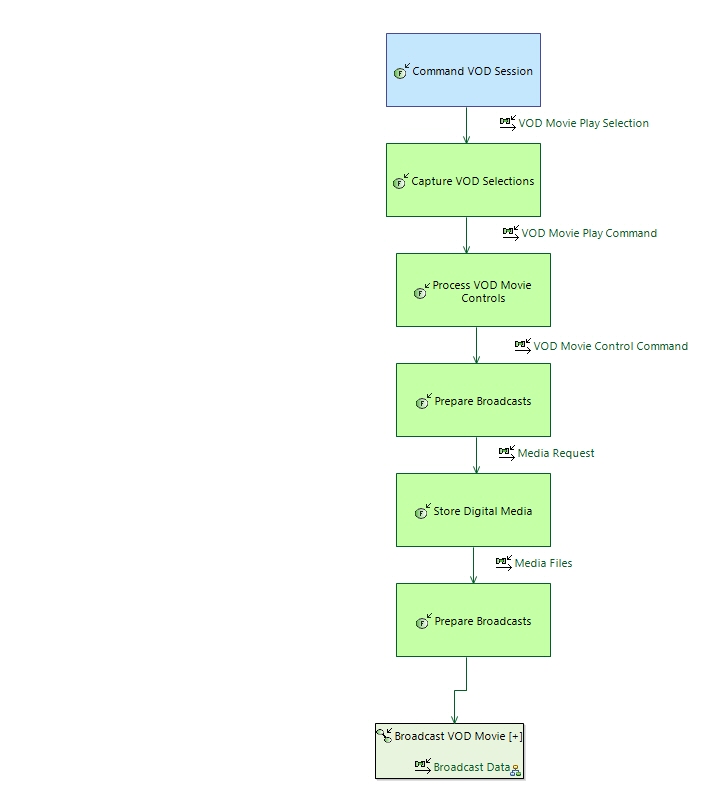 Command VOD Session
VOD Movie Play Selection
Capture VOD Selections
VOD Movie Play Command
Process VOD Movie
Controls
VOD Movie Control Command
Prepare Broadcasts
Media Request
Store Digital Media
Media Files
Prepare Broadcasts
Broadcast VOD Movie [+]
Broadcast Data